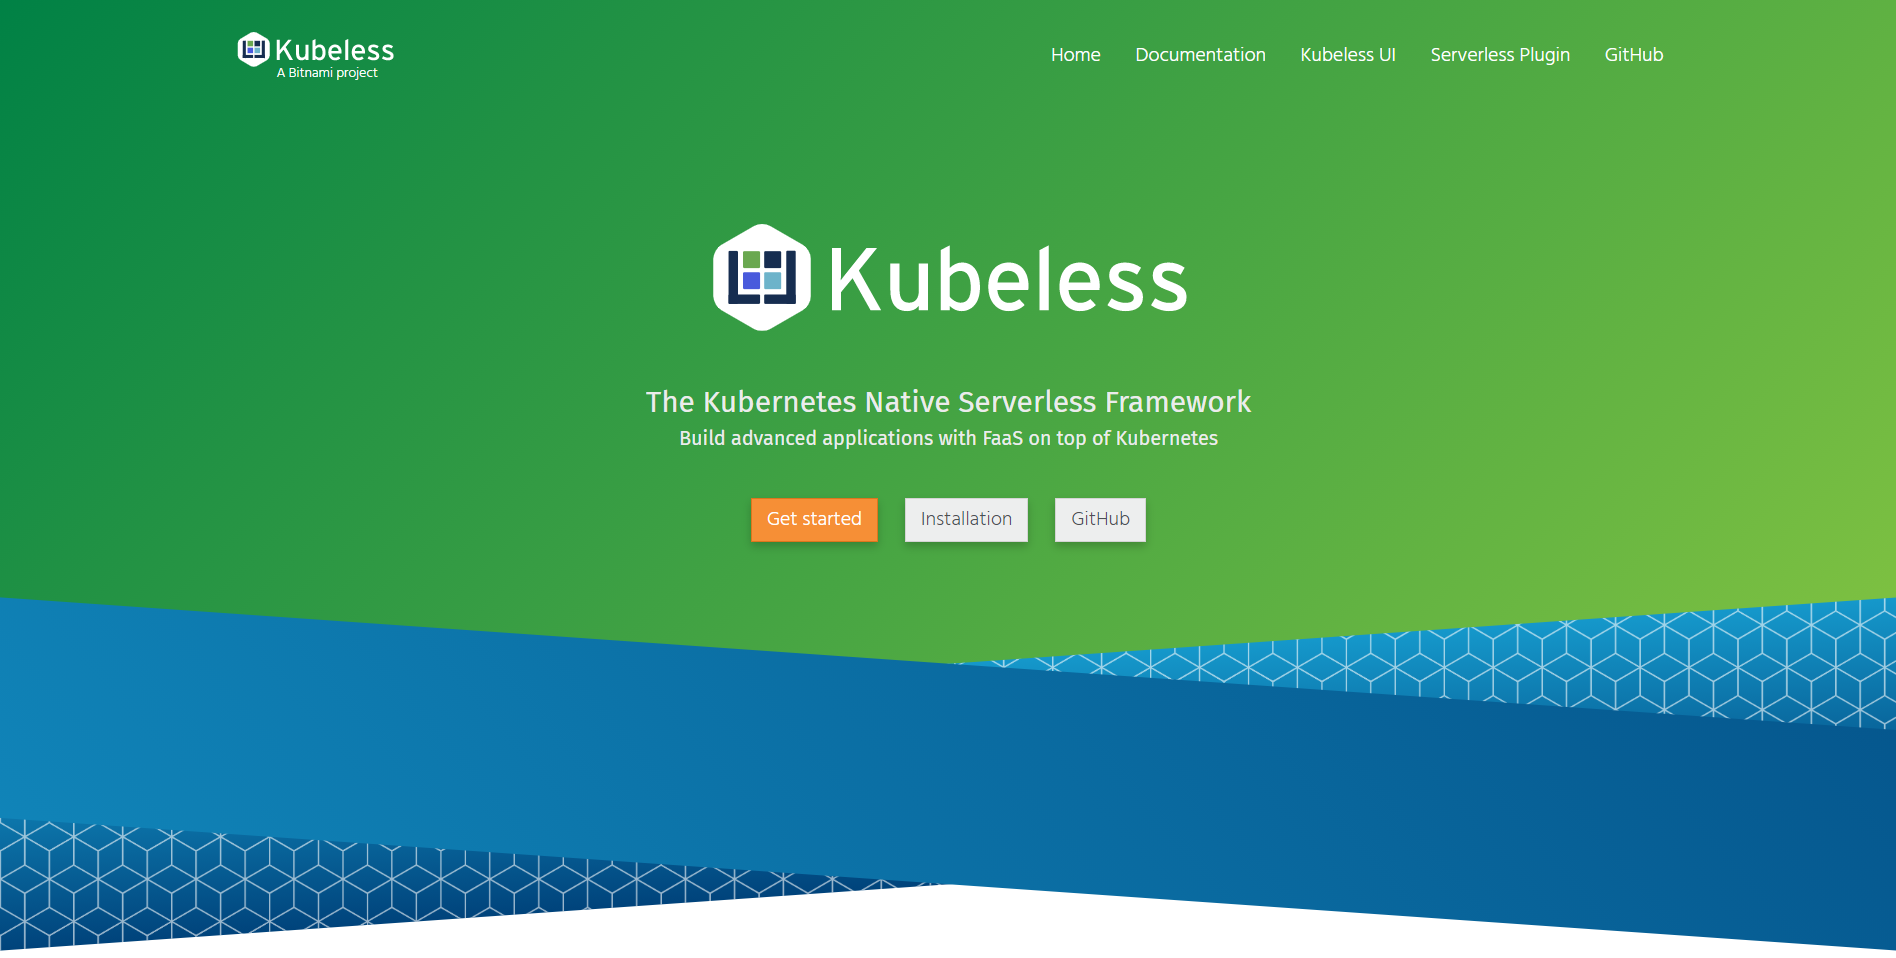 Kubeless
A Bitnami project
Home Documentation Kubeless UI Serverless Plugin GitHub
Kubeless
The Kubernetes Native Serverless Framework
Build advanced applications with FaaS on top of Kubernetes
Get started Installation GitHub